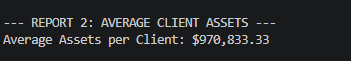 --- REPORT 2: AVERAGE CLIENT ASSETS ---
Average Assets per Client: $970,833.33